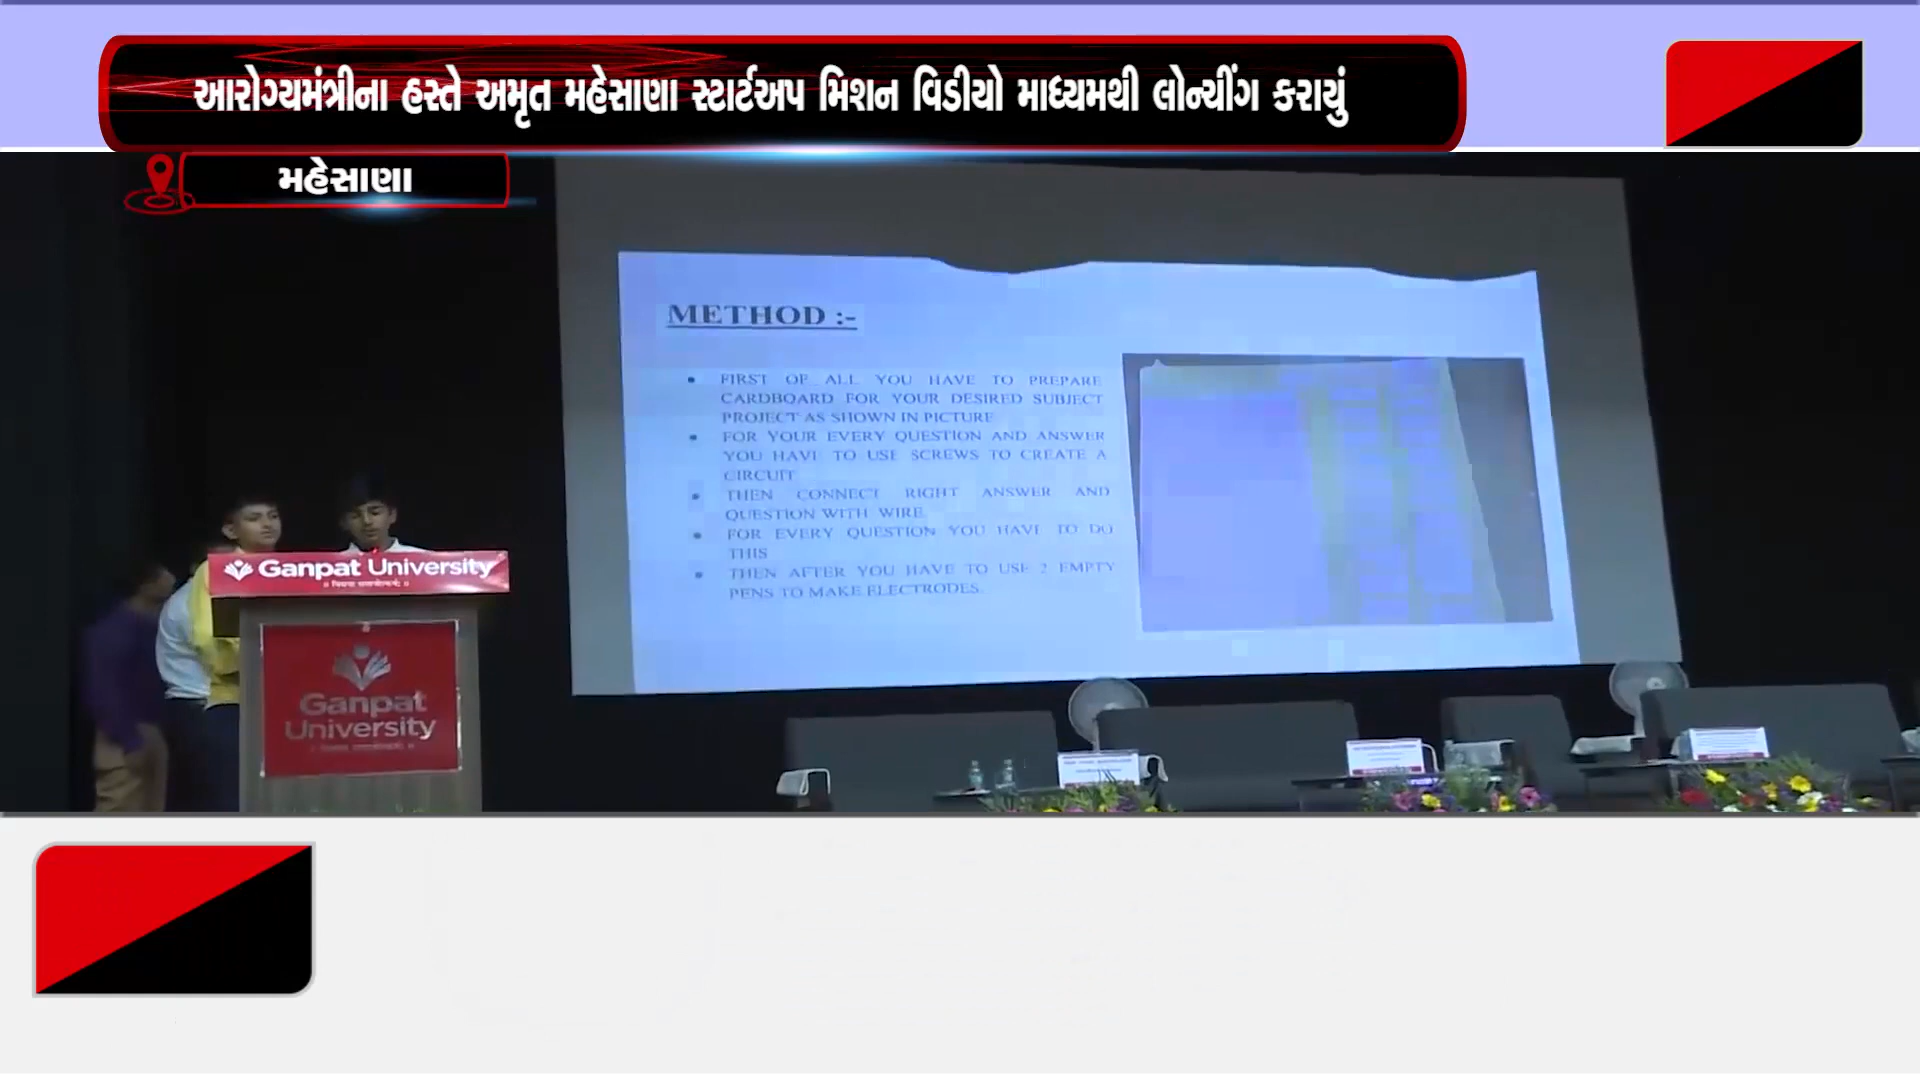 આરોગ્યમંત્રીના હસ્તે અમૃત મહેસાણા સ્ટાર્ટઅપ મિશન વિડીયો માધ્યમથી લોન્ચીંગ કરાયું
મહેસાણા
METHOD :-
• FIRST OF ALL YOU HAVE TO PREPARE
CARDBOARD FOR YOUR DESIRED SUBJECT
PROJECT AS SHOWN IN PICTURE
• FOR YOUR EVERY QUESTION AND ANSWER
YOU HAVE TO USE SCREWS TO CREATE A
CIRCUIT
• THEN CONNECT RIGHT ANSWER AND
QUESTION WITH WIRE
• FOR EVERY QUESTION YOU HAVE TO DO
THIS
• THEN AFTER YOU HAVE TO USE 2 EMPTY
PENS TO MAKE ELECTRODES.
Ganpat University
Ganpat
University